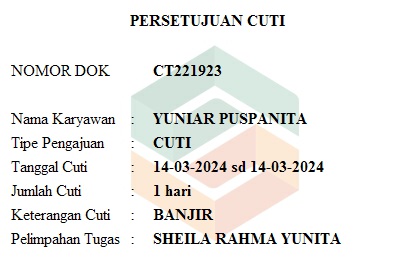 PERSETUJUAN CUTI
NOMOR DOK CT221923
Nama Karyawan : YUNIAR PUSPANITA
Tipe Pengajuan : CUTI
Tanggal Cuti : 14-03-2024 sd 14-03-2024
Jumlah Cuti : 1 hari
Keterangan Cuti : BANJIR
Pelimpahan Tugas : SHEILA RAHMA YUNITA